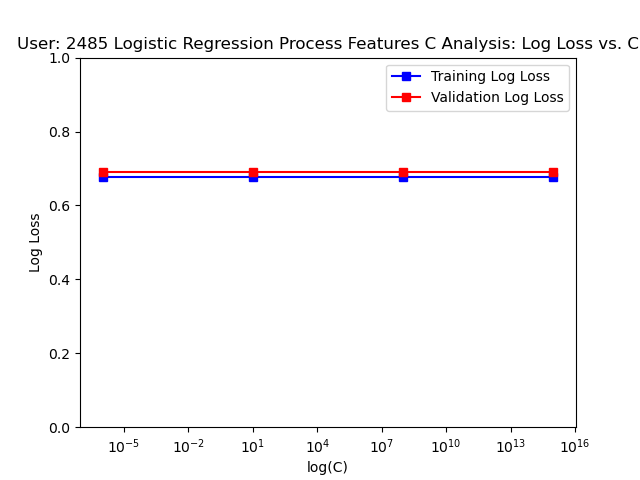 User: 2485 Logistic Regression Process Features C Analysis: Log Loss vs. C
Training Log Loss
Validation Log Loss
1.0
0.8
0.6
0.4
0.2
0.0
Log Loss
10⁻⁵ 10⁻² 10¹ 10⁴ 10⁷ 10¹⁰ 10¹³ 10¹⁶
log(C)